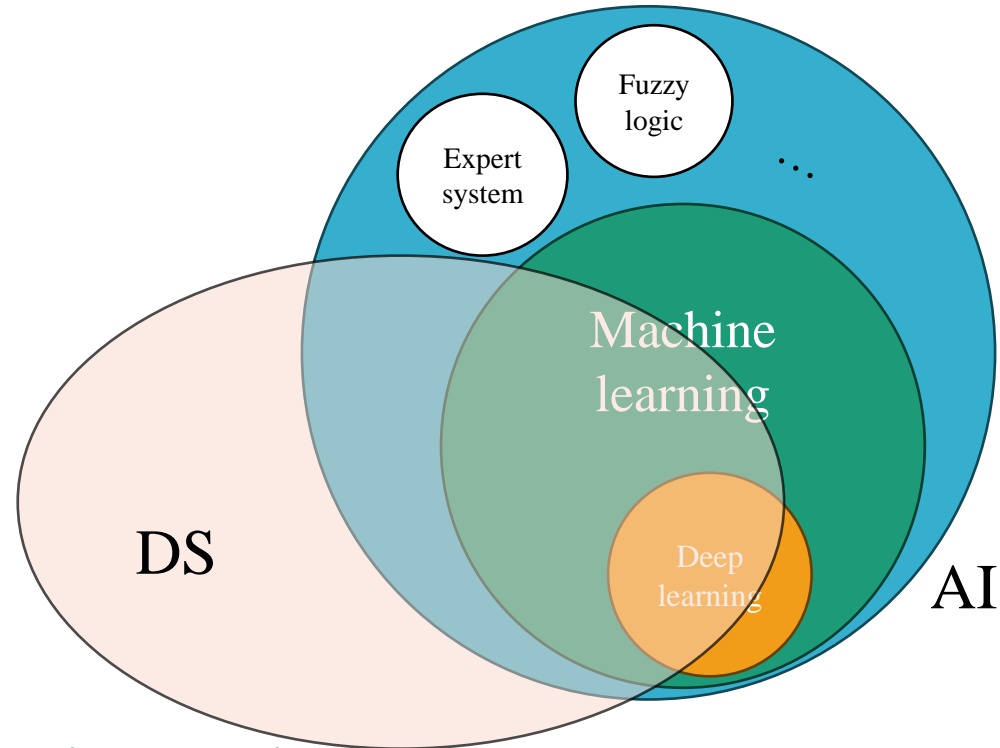 Fuzzy
logic
Expert
system
...
Machine
learning
Deep
learning
DS
AI